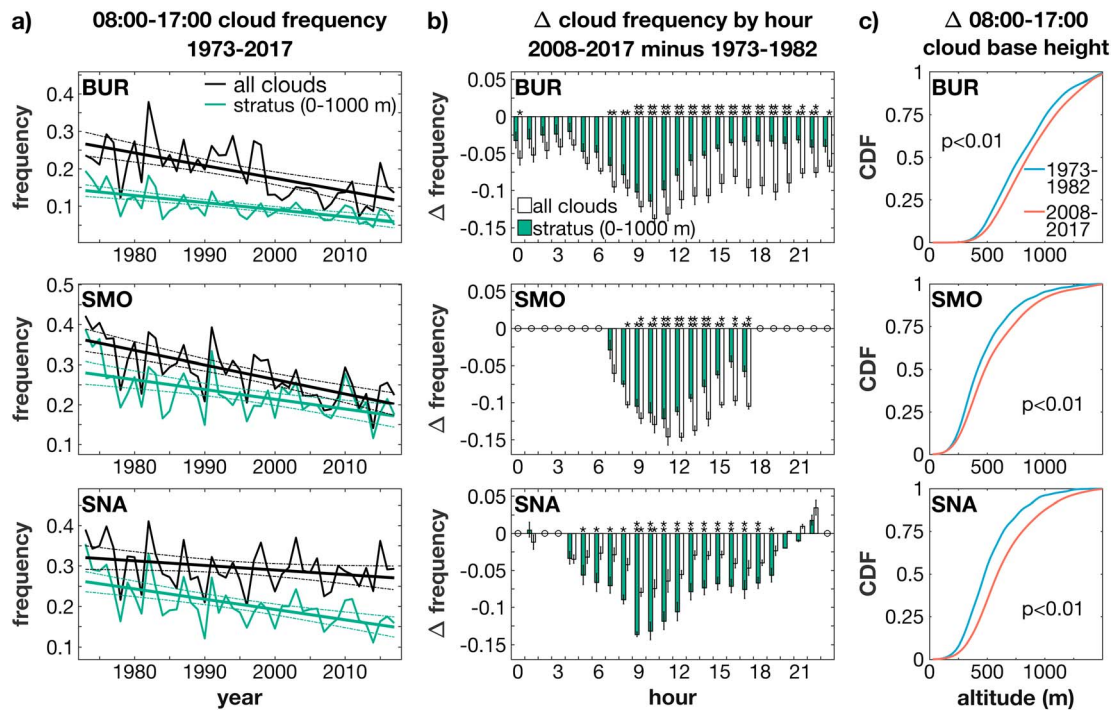 a) 08:00-17:00 cloud frequency
1973-2017
BUR
all clouds
stratus (0-1000 m)
frequency
0.4
0.3
0.2
0.1
1980 1990 2000 2010
SMO
frequency
0.5
0.4
0.3
0.2
0.1
1980 1990 2000 2010
SNA
frequency
0.4
0.3
0.2
0.1
1980 1990 2000 2010
year
b) Δ cloud frequency by hour
2008-2017 minus 1973-1982
BUR
Δ frequency
0.05
0
-0.05
-0.1
-0.15
all clouds
stratus (0-1000 m)
0 3 6 9 12 15 18 21
SMO
Δ frequency
0.05
0
-0.05
-0.1
-0.15
0 3 6 9 12 15 18 21
SNA
Δ frequency
0.05
0
-0.05
-0.1
-0.15
0 3 6 9 12 15 18 21
hour
c) Δ 08:00-17:00
cloud base height
BUR
CDF
1
0.75
0.5
0.25
0
p<0.01
1973-
1982
2008-
2017
0 500 1000
SMO
CDF
1
0.75
0.5
0.25
0
p<0.01
0 500 1000
SNA
CDF
1
0.75
0.5
0.25
0
p<0.01
0 500 1000
altitude (m)